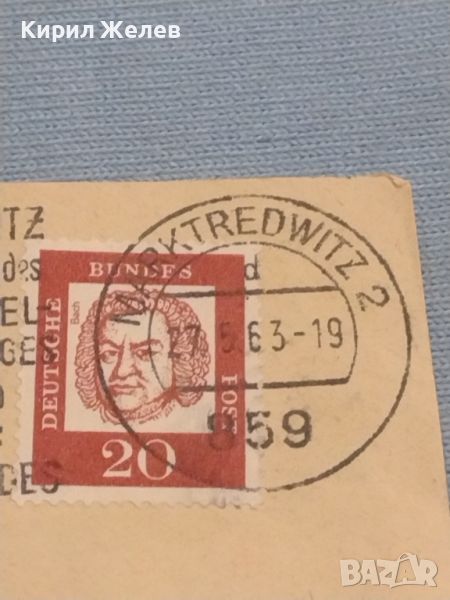 Кирил Желев
MARKTREDWITZ 2
27.5.63-19
859
DEUTSCHE
BUNDES
POST
Bach
20
TZ
des
EL-
GE
DES
BAZAR